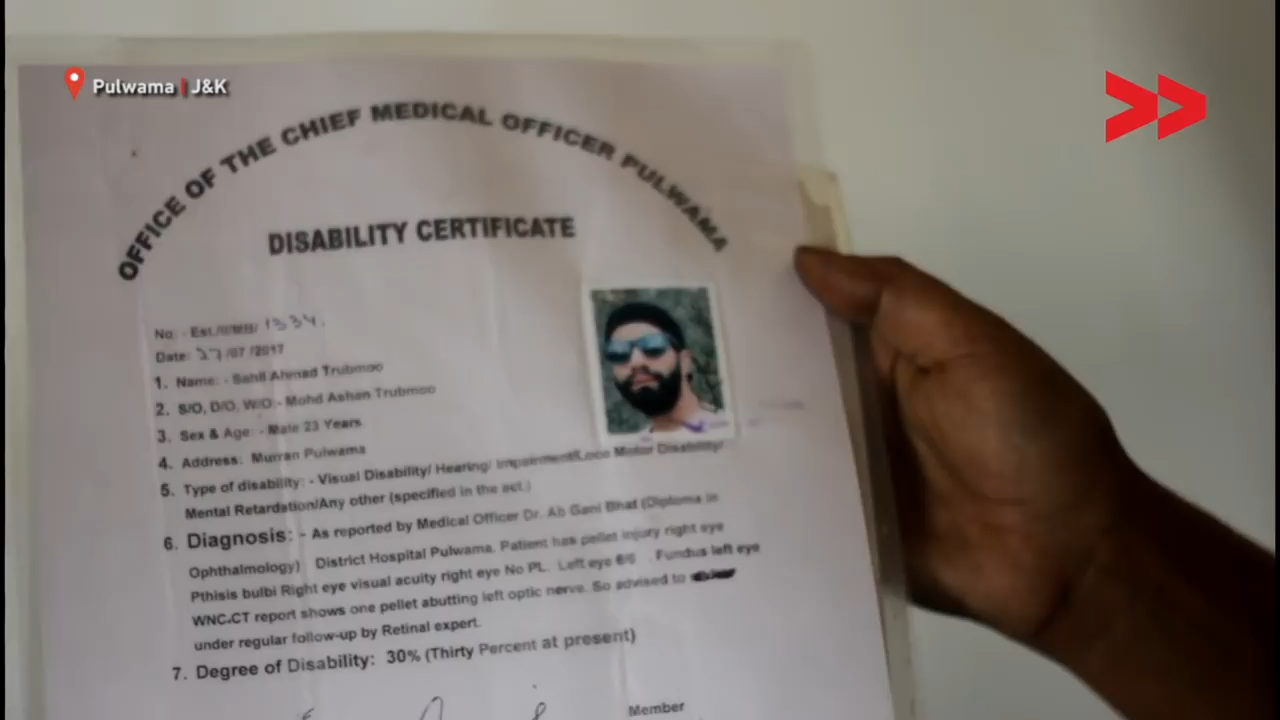 Pulwama | J&K
OFFICE OF THE CHIEF MEDICAL OFFICER PULWAMA
DISABILITY CERTIFICATE
No: - Est./ 1334.
Date: 27/07/2017
1. Name: - Sahil Ahmad Trubmoo
2. S/O, D/O, W/O:- Mohd Ashan Trubmoo
3. Sex & Age: - Male 23 Years
4. Address: Murran Pulwama
5. Type of disability: - Visual Disability/ Hearing/ Impairment/Loco Motor Disability/
Mental Retardation/Any other (specified in the act.)
6. Diagnosis: - As reported by Medical Officer Dr. Ab Gani Bhat (Diploma in
Ophthalmology) District Hospital Pulwama. Patient has pellet injury right eye
Pthisis bulbi Right eye visual acuity right eye No PL. Left eye 6/6 . Fundus left eye
WNC.CT report shows one pellet abutting left optic nerve. So advised to
under regular follow-up by Retinal expert.
7. Degree of Disability: 30% (Thirty Percent at present)
Member